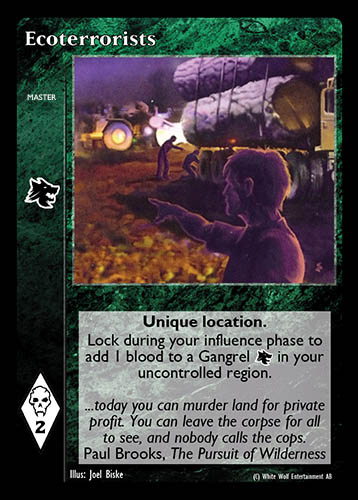 Ecoterrorists
MASTER
Unique location.
Lock during your influence phase to
add 1 blood to a Gangrel in your
uncontrolled region.
...today you can murder land for private
profit. You can leave the corpse for all
to see, and nobody calls the cops.
Paul Brooks, The Pursuit of Wilderness
2
Illus: Joel Biske
(C) White Wolf Entertainment AB